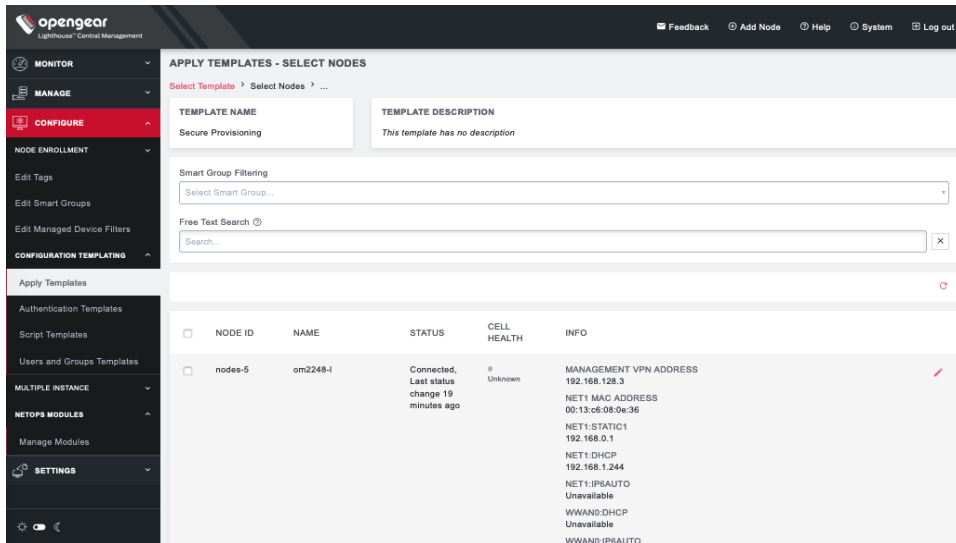 opengear
Lighthouse™ Central Management
Feedback
Add Node
Help
System
Log out
MONITOR
MANAGE
CONFIGURE
NODE ENROLLMENT
Edit Tags
Edit Smart Groups
Edit Managed Device Filters
CONFIGURATION TEMPLATING
Apply Templates
Authentication Templates
Script Templates
Users and Groups Templates
MULTIPLE INSTANCE
NETOPS MODULES
Manage Modules
SETTINGS
APPLY TEMPLATES - SELECT NODES
Select Template > Select Nodes > ...
TEMPLATE NAME
Secure Provisioning
TEMPLATE DESCRIPTION
This template has no description
Smart Group Filtering
Select Smart Group...
Free Text Search
Search...
NODE ID NAME STATUS CELL HEALTH INFO
nodes-5
om2248-l
Connected,
Last status
change 19
minutes ago
Unknown
MANAGEMENT VPN ADDRESS
192.168.128.3
NET1 MAC ADDRESS
00:13:c6:08:0e:36
NET1:STATIC1
192.168.0.1
NET1:DHCP
192.168.1.244
NET1:IP6AUTO
Unavailable
WWAN0:DHCP
Unavailable
WWAN0:IP6AUTO